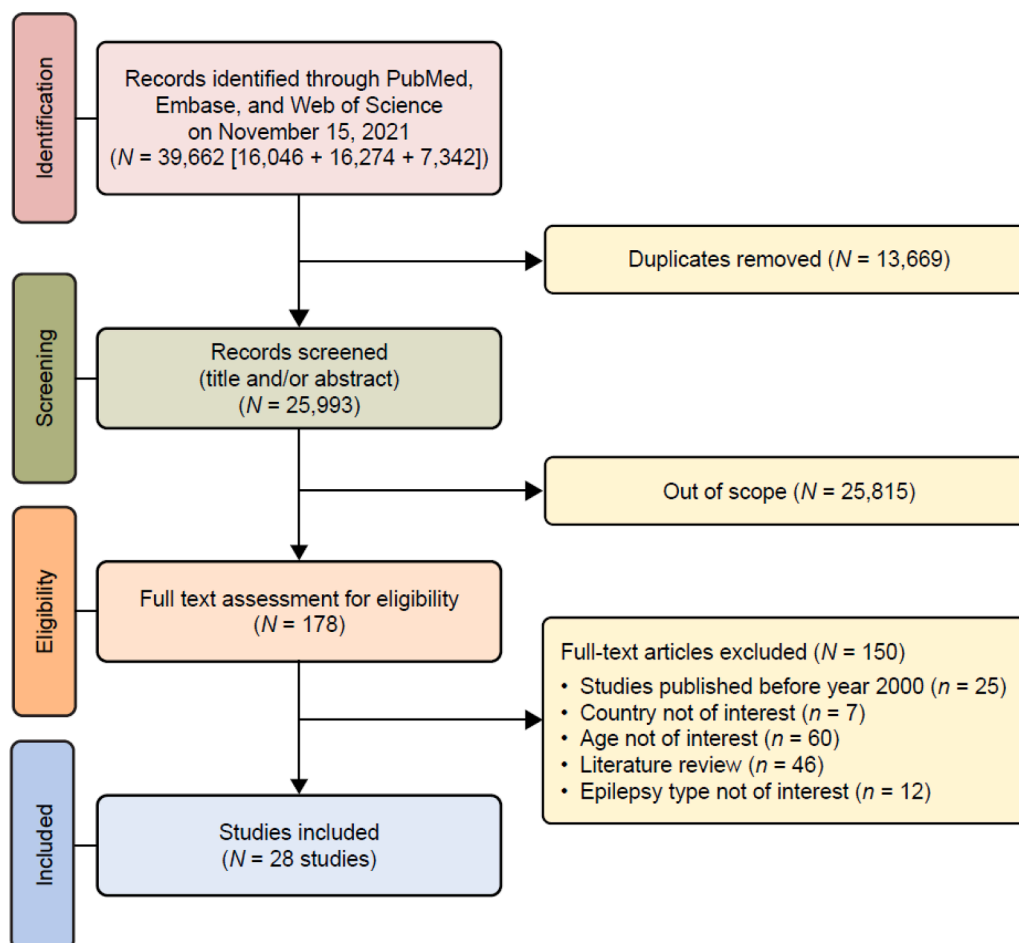 Identification
Records identified through PubMed,
Embase, and Web of Science
on November 15, 2021
(N = 39,662 [16,046 + 16,274 + 7,342])
Duplicates removed (N = 13,669)
Screening
Records screened
(title and/or abstract)
(N = 25,993)
Out of scope (N = 25,815)
Eligibility
Full text assessment for eligibility
(N = 178)
Full-text articles excluded (N = 150)
• Studies published before year 2000 (n = 25)
• Country not of interest (n = 7)
• Age not of interest (n = 60)
• Literature review (n = 46)
• Epilepsy type not of interest (n = 12)
Included
Studies included
(N = 28 studies)